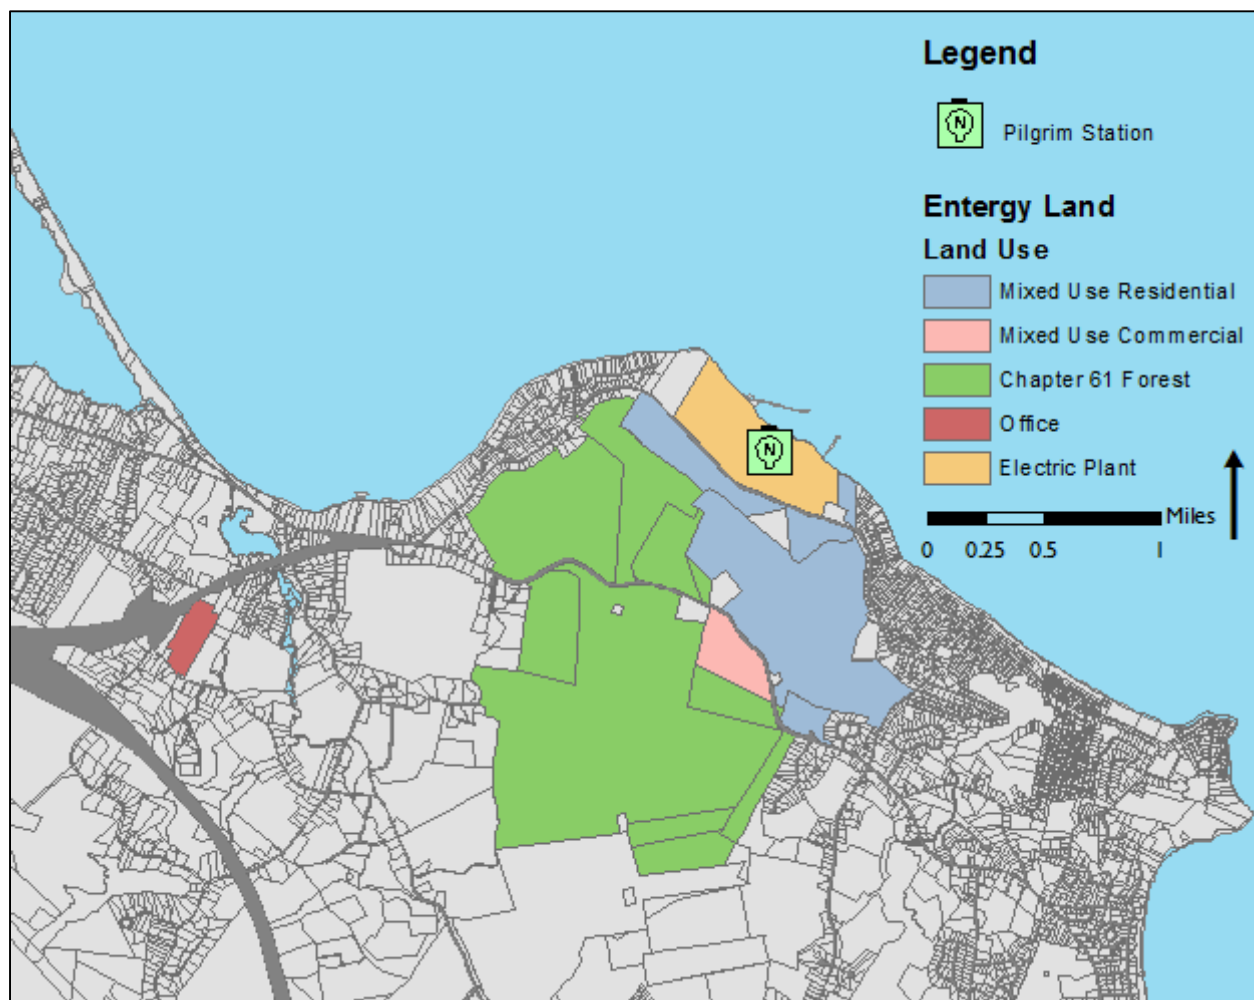 Legend
N
Pilgrim Station
Entergy Land
Land Use
Mixed Use Residential
Mixed Use Commercial
Chapter 61 Forest
Office
Electric Plant
Miles
0 0.25 0.5 1
N